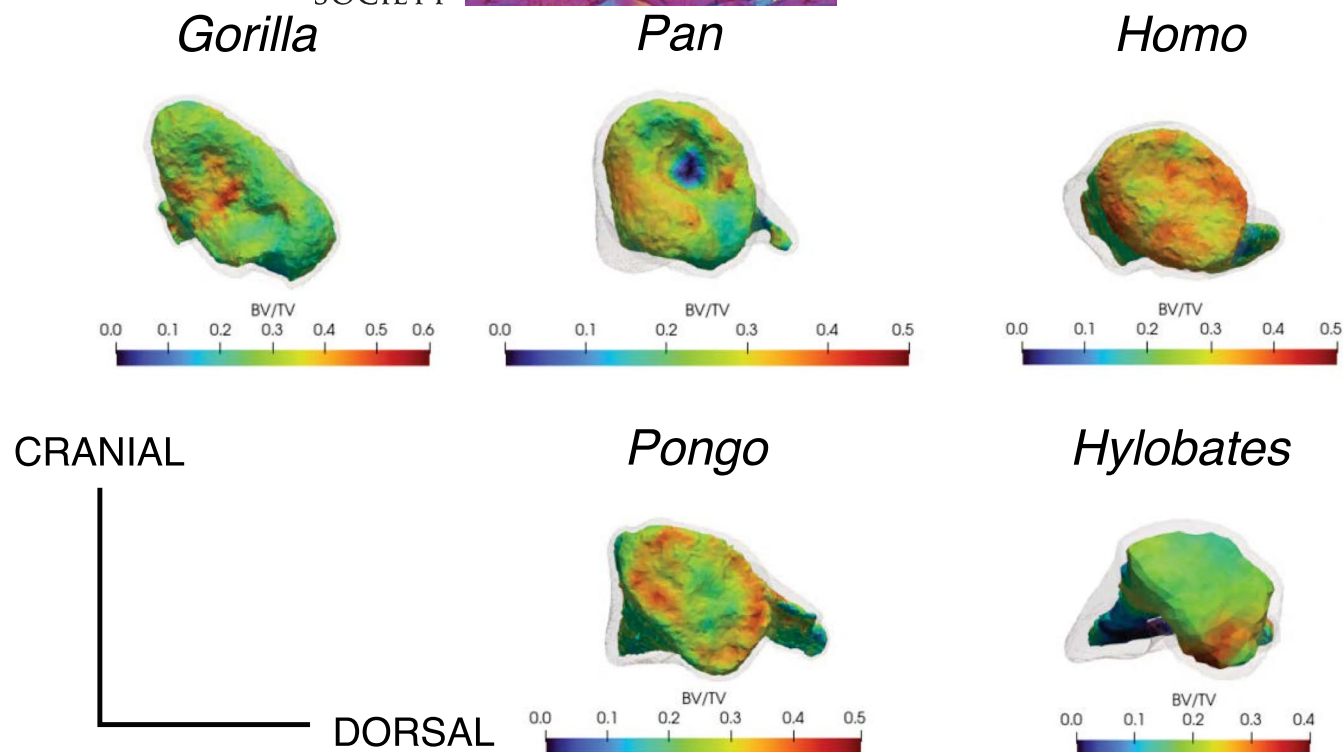 SOCIETY
Gorilla
Pan
Homo
BV/TV
0.0 0.1 0.2 0.3 0.4 0.5 0.6
BV/TV
0.0 0.1 0.2 0.3 0.4 0.5
BV/TV
0.0 0.1 0.2 0.3 0.4 0.5
CRANIAL
DORSAL
Pongo
Hylobates
BV/TV
0.0 0.1 0.2 0.3 0.4 0.5
BV/TV
0.0 0.1 0.2 0.3 0.4